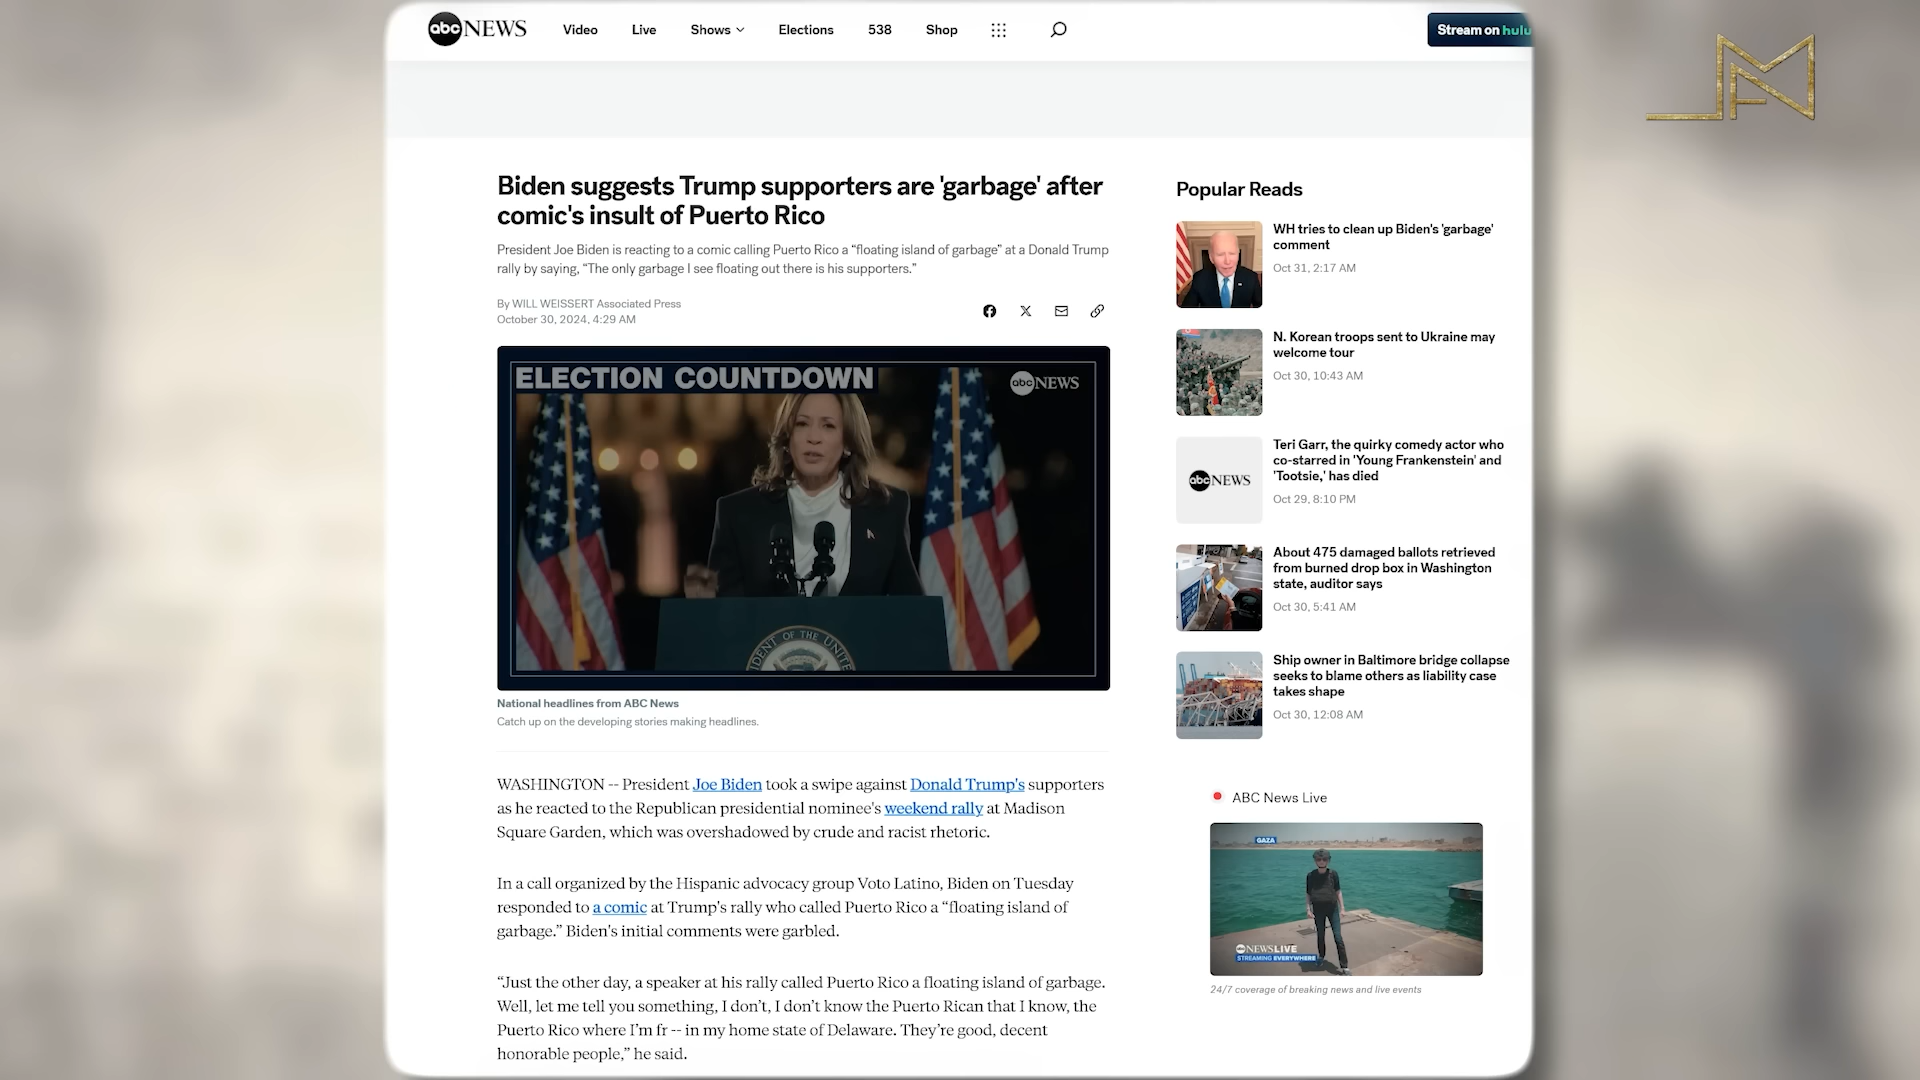 abc NEWS
Video
Live
Shows
Elections
538
Shop
Stream on hulu
Biden suggests Trump supporters are 'garbage' after
comic's insult of Puerto Rico
President Joe Biden is reacting to a comic calling Puerto Rico a “floating island of garbage” at a Donald Trump
rally by saying, “The only garbage I see floating out there is his supporters.”
By WILL WEISSERT Associated Press
October 30, 2024, 4:29 AM
ELECTION COUNTDOWN
abc NEWS
DENT OF THE UNITE
National headlines from ABC News
Catch up on the developing stories making headlines.
WASHINGTON -- President Joe Biden took a swipe against Donald Trump's supporters
as he reacted to the Republican presidential nominee's weekend rally at Madison
Square Garden, which was overshadowed by crude and racist rhetoric.
In a call organized by the Hispanic advocacy group Voto Latino, Biden on Tuesday
responded to a comic at Trump's rally who called Puerto Rico a “floating island of
garbage.” Biden's initial comments were garbled.
“Just the other day, a speaker at his rally called Puerto Rico a floating island of garbage.
Well, let me tell you something, I don’t, I don’t know the Puerto Rican that I know, the
Puerto Rico where I’m fr -- in my home state of Delaware. They’re good, decent
honorable people,” he said.
Popular Reads
WH tries to clean up Biden's 'garbage'
comment
Oct 31, 2:17 AM
N. Korean troops sent to Ukraine may
welcome tour
Oct 30, 10:43 AM
abc NEWS
Teri Garr, the quirky comedy actor who
co-starred in 'Young Frankenstein' and
'Tootsie,' has died
Oct 29, 8:10 PM
About 475 damaged ballots retrieved
from burned drop box in Washington
state, auditor says
Oct 30, 5:41 AM
Ship owner in Baltimore bridge collapse
seeks to blame others as liability case
takes shape
Oct 30, 12:08 AM
ABC News Live
GAZA
abc NEWS LIVE
STREAMING EVERYWHERE
24/7 coverage of breaking news and live events